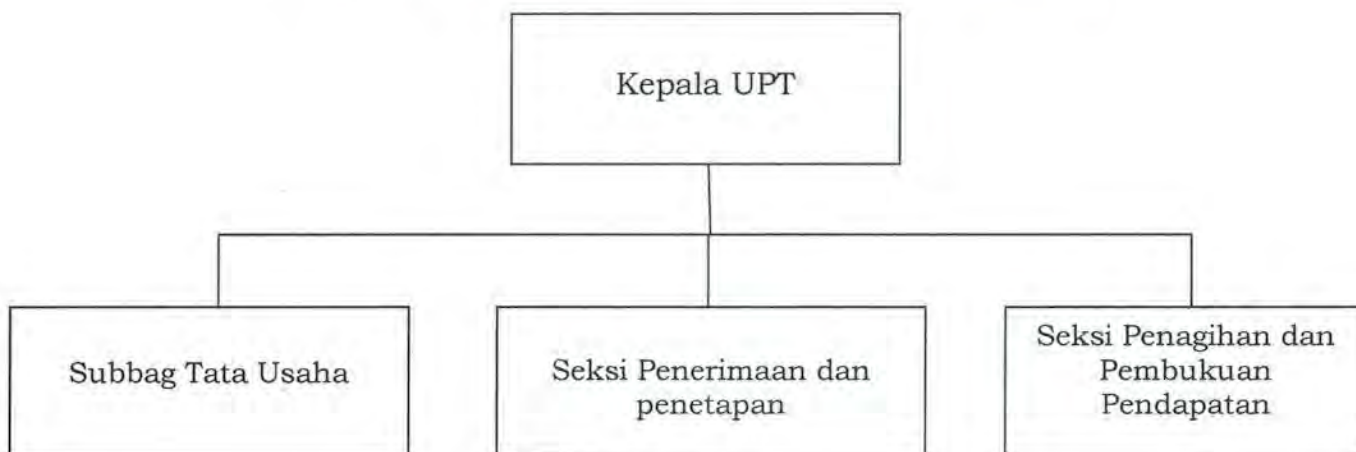 Kepala UPT
Subbag Tata Usaha
Seksi Penerimaan dan
penetapan
Seksi Penagihan dan
Pembukuan
Pendapatan